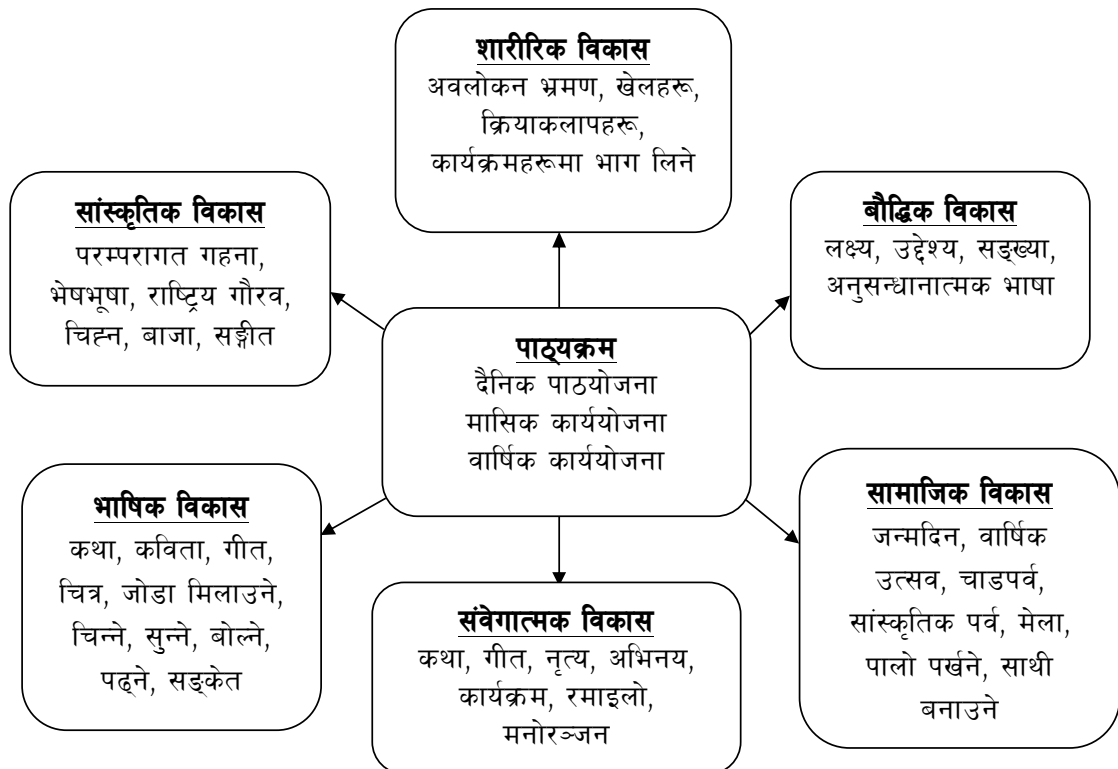 शारीरिक विकास
अवलोकन भ्रमण, खेलहरू,
क्रियाकलापहरू,
कार्यक्रमहरूमा भाग लिने
सांस्कृतिक विकास
परम्परागत गहना,
भेषभूषा, राष्ट्रिय गौरव,
चिह्न, बाजा, सङ्गीत
बौद्धिक विकास
लक्ष्य, उद्देश्य, सङ्ख्या,
अनुसन्धानात्मक भाषा
पाठ्यक्रम
दैनिक पाठयोजना
मासिक कार्ययोजना
वार्षिक कार्ययोजना
भाषिक विकास
कथा, कविता, गीत,
चित्र, जोडा मिलाउने,
चिन्ने, सुन्ने, बोल्ने,
पढ्ने, सङ्केत
संवेगात्मक विकास
कथा, गीत, नृत्य, अभिनय,
कार्यक्रम, रमाइलो,
मनोरञ्जन
सामाजिक विकास
जन्मदिन, वार्षिक
उत्सव, चाडपर्व,
सांस्कृतिक पर्व, मेला,
पालो पर्खने, साथी
बनाउने